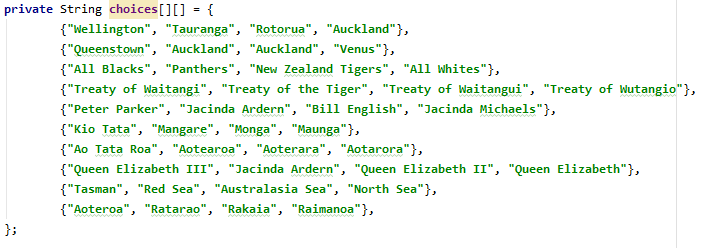 private String choices[][] = {
{"Wellington", "Tauranga", "Rotorua", "Auckland"},
{"Queenstown", "Auckland", "Auckland", "Venus"},
{"All Blacks", "Panthers", "New Zealand Tigers", "All Whites"},
{"Treaty of Waitangi", "Treaty of the Tiger", "Treaty of Waitangui", "Treaty of Wutangio"},
{"Peter Parker", "Jacinda Ardern", "Bill English", "Jacinda Michaels"},
{"Kio Tata", "Mangare", "Monga", "Maunga"},
{"Ao Tata Roa", "Aotearoa", "Aoterara", "Aotarora"},
{"Queen Elizabeth III", "Jacinda Ardern", "Queen Elizabeth II", "Queen Elizabeth"},
{"Tasman", "Red Sea", "Australasia Sea", "North Sea"},
{"Aoteroa", "Ratarao", "Rakaia", "Raimanoa"},
};